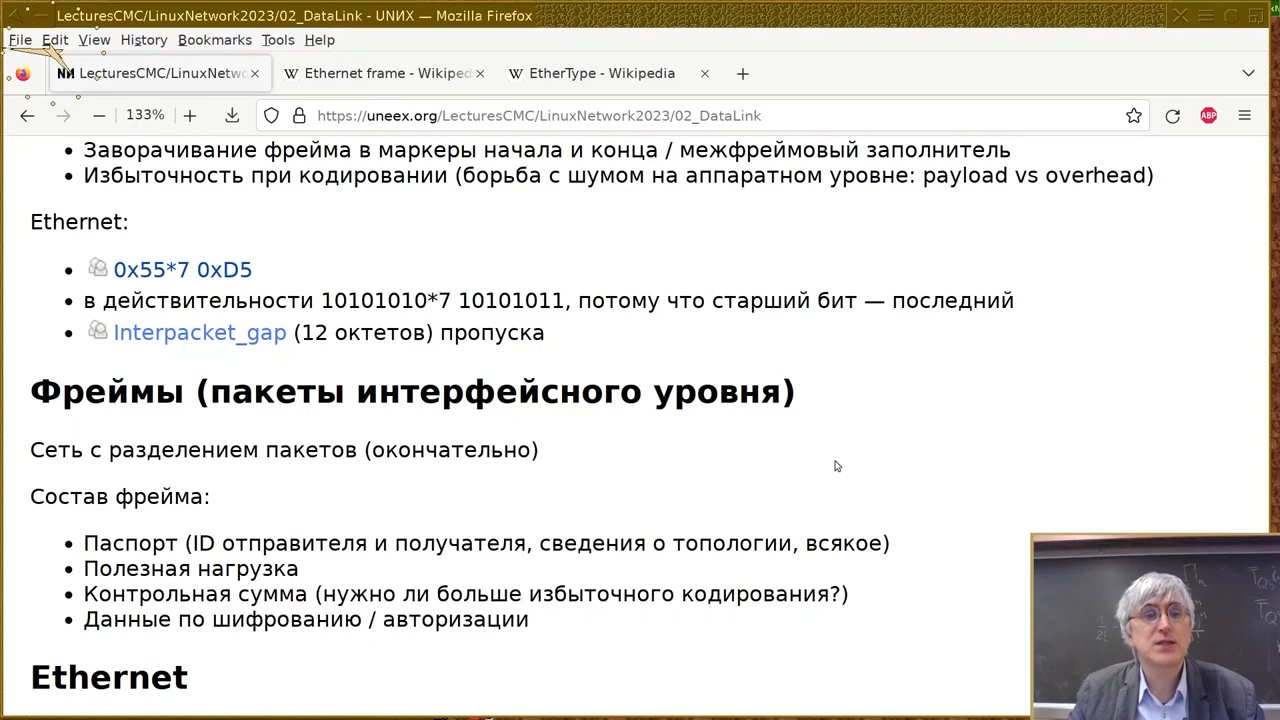 LecturesCMC/LinuxNetwork2023/02_DataLink - UNИX — Mozilla Firefox
File Edit View History Bookmarks Tools Help
LecturesCMC/LinuxNetwo
Ethernet frame - Wikiped
EtherType - Wikipedia
133%
https://uneex.org/LecturesCMC/LinuxNetwork2023/02_DataLink
ABP
Заворачивание фрейма в маркеры начала и конца / межфреймовый заполнитель
Избыточность при кодировании (борьба с шумом на аппаратном уровне: payload vs overhead)
Ethernet:
0x55*7 0xD5
в действительности 10101010*7 10101011, потому что старший бит — последний
Interpacket_gap (12 октетов) пропуска
Фреймы (пакеты интерфейсного уровня)
Сеть с разделением пакетов (окончательно)
Состав фрейма:
Паспорт (ID отправителя и получателя, сведения о топологии, всякое)
Полезная нагрузка
Контрольная сумма (нужно ли больше избыточного кодирования?)
Данные по шифрованию / авторизации
Ethernet